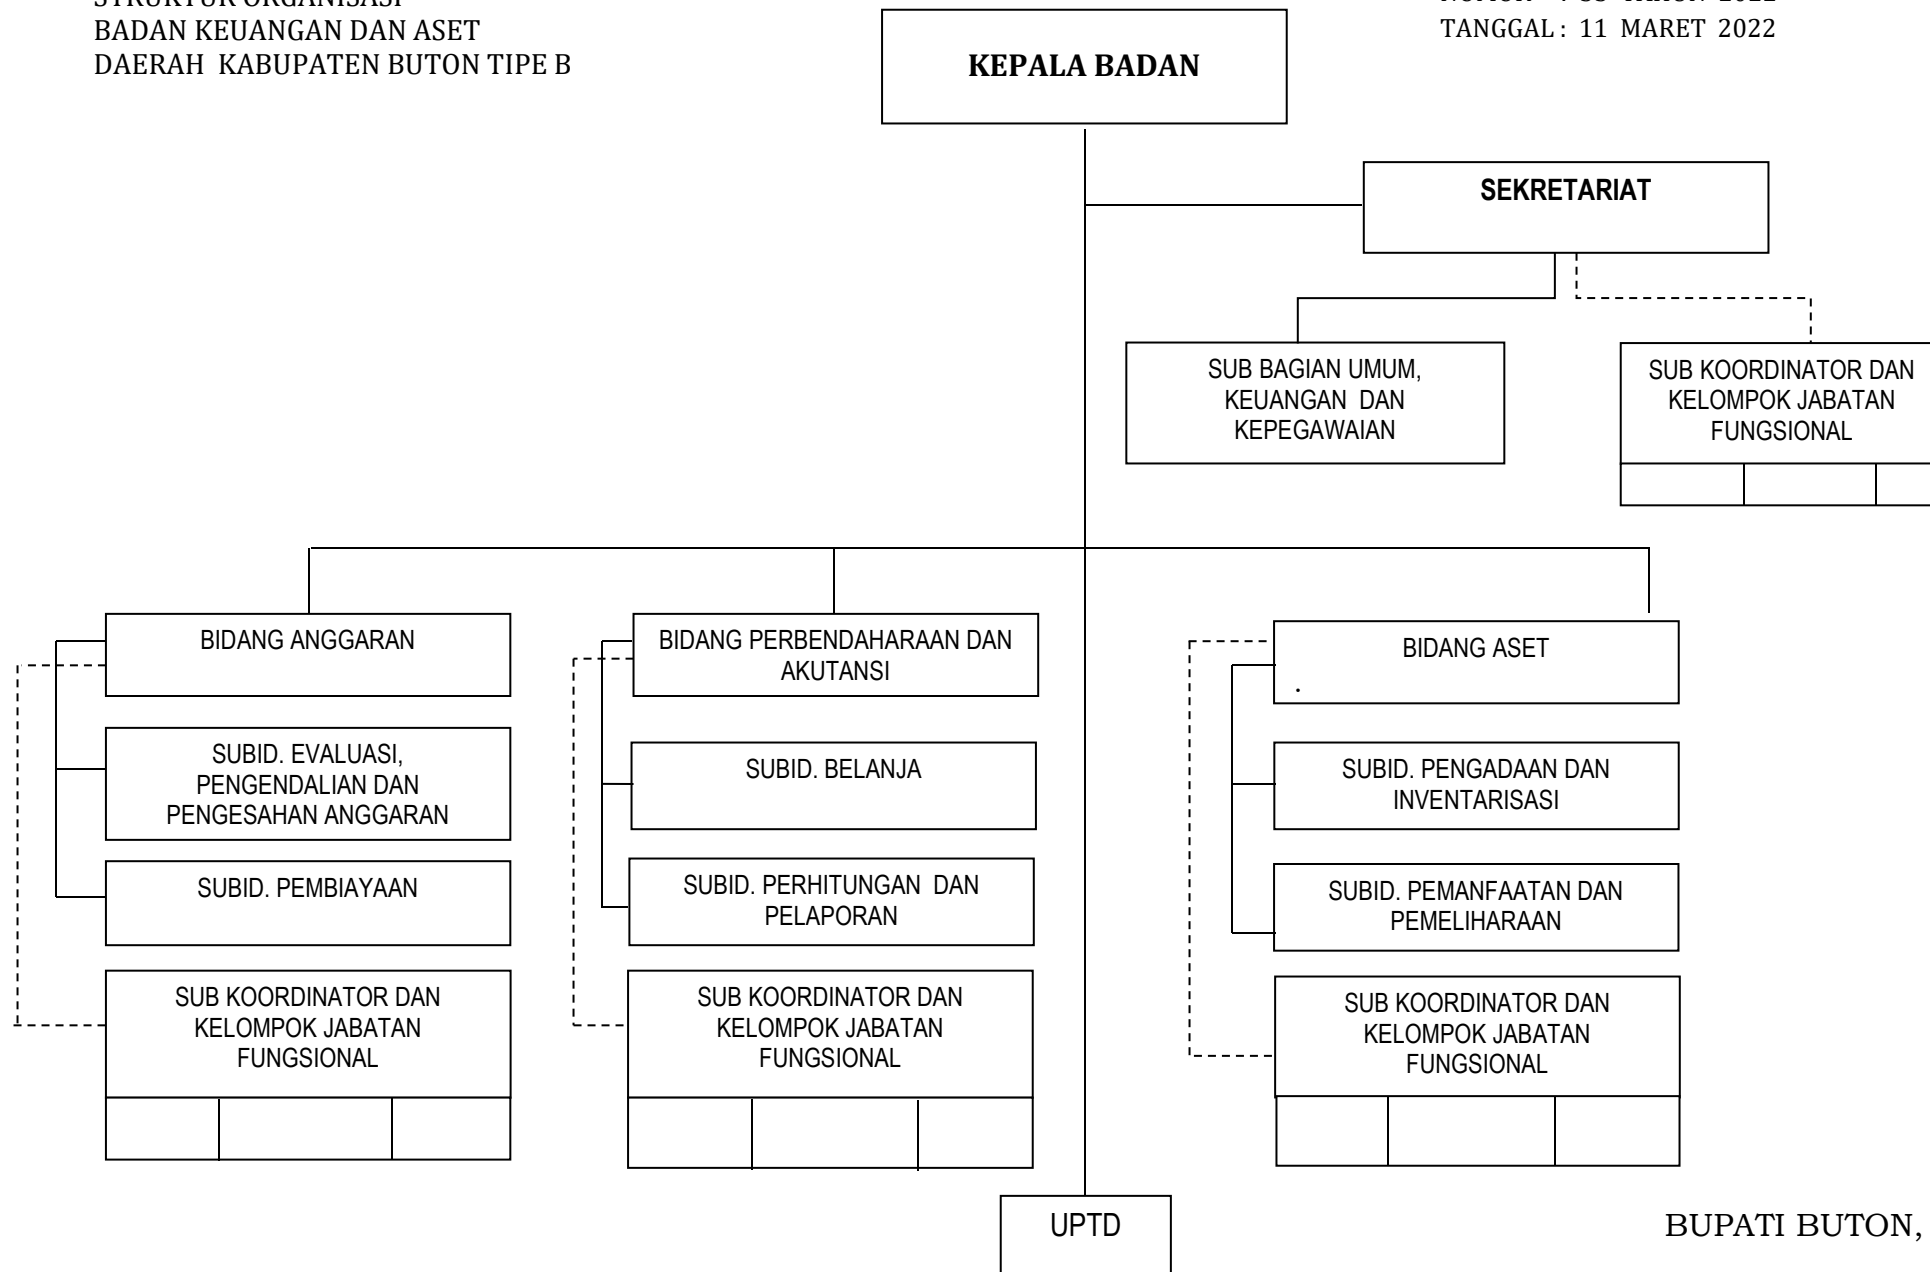 STRUKTUR ORGANISASI
BADAN KEUANGAN DAN ASET
DAERAH KABUPATEN BUTON TIPE B
TAHUN 2022
TANGGAL : 11 MARET 2022
KEPALA BADAN
SEKRETARIAT
SUB BAGIAN UMUM,
KEUANGAN DAN
KEPEGAWAIAN
SUB KOORDINATOR DAN
KELOMPOK JABATAN
FUNGSIONAL
BIDANG ANGGARAN
SUBID. EVALUASI,
PENGENDALIAN DAN
PENGESAHAN ANGGARAN
SUBID. PEMBIAYAAN
SUB KOORDINATOR DAN
KELOMPOK JABATAN
FUNGSIONAL
BIDANG PERBENDAHARAAN DAN
AKUTANSI
SUBID. BELANJA
SUBID. PERHITUNGAN DAN
PELAPORAN
SUB KOORDINATOR DAN
KELOMPOK JABATAN
FUNGSIONAL
BIDANG ASET
.
SUBID. PENGADAAN DAN
INVENTARISASI
SUBID. PEMANFAATAN DAN
PEMELIHARAAN
SUB KOORDINATOR DAN
KELOMPOK JABATAN
FUNGSIONAL
UPTD
BUPATI BUTON,